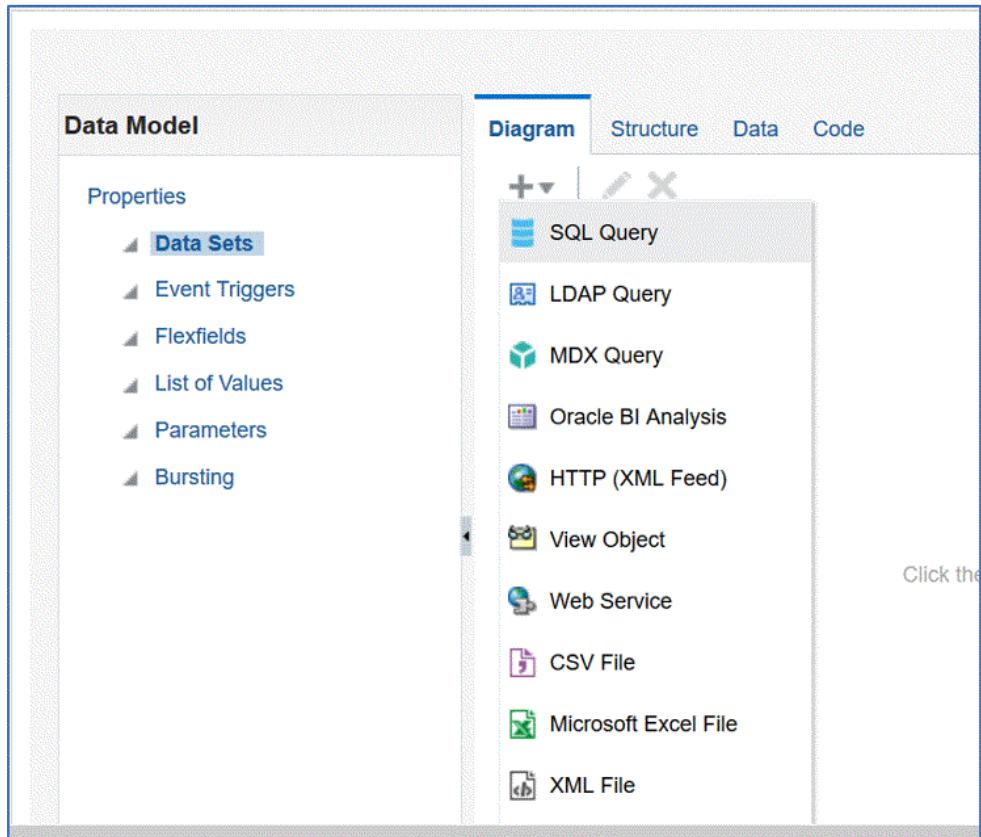 Data Model
Properties
Data Sets
Event Triggers
Flexfields
List of Values
Parameters
Bursting
Diagram Structure Data Code
SQL Query
LDAP Query
MDX Query
Oracle BI Analysis
HTTP (XML Feed)
View Object
Web Service
CSV File
Microsoft Excel File
XML File
Click the